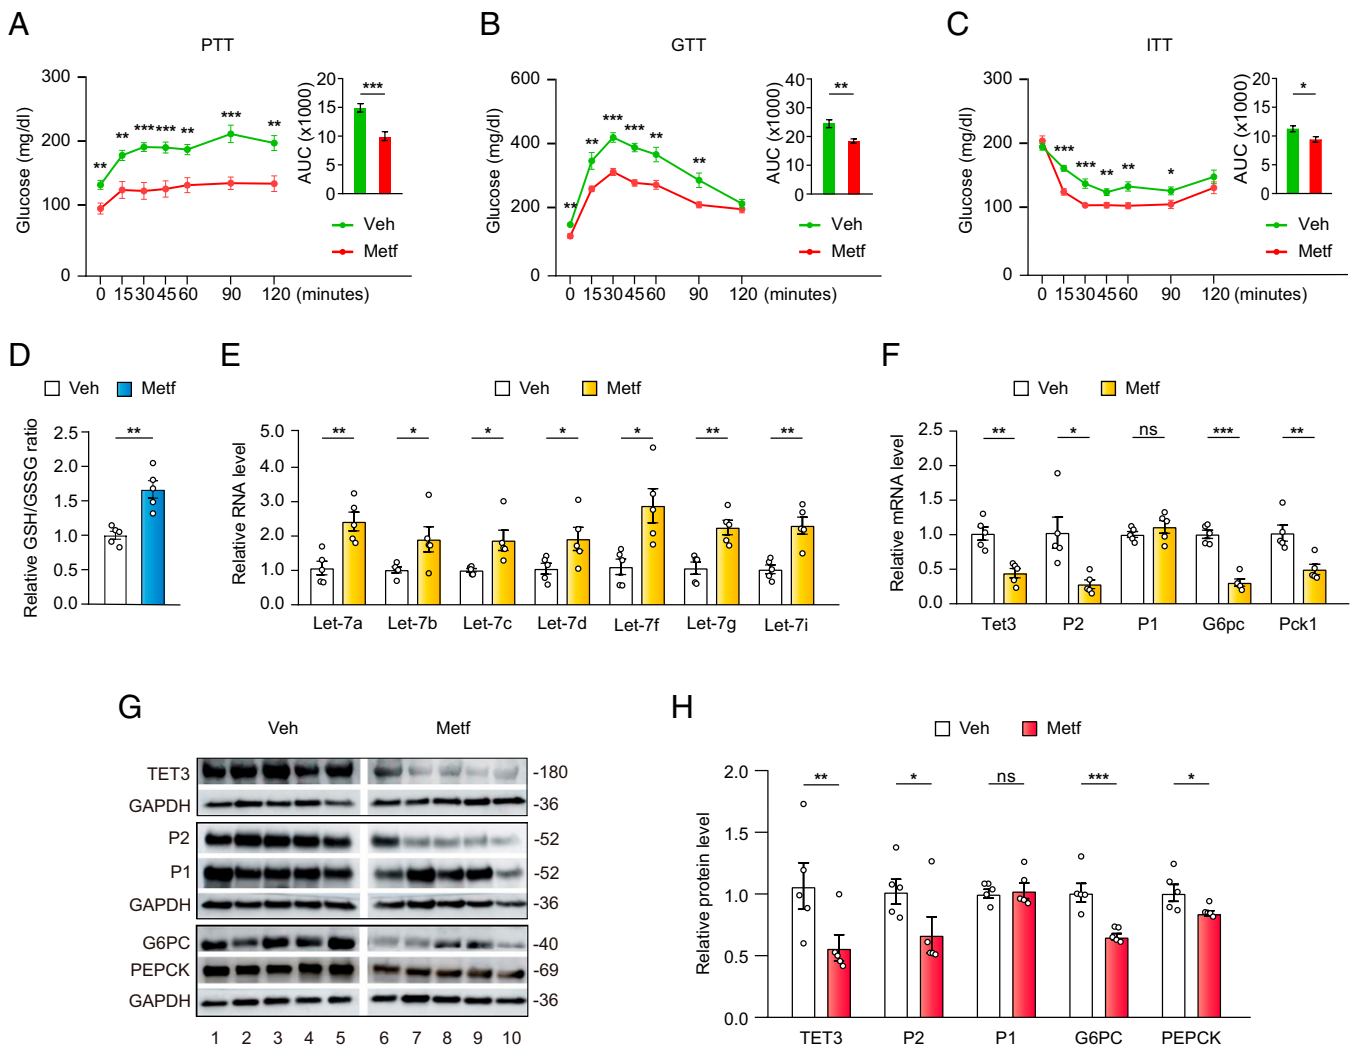 A
PTT
Glucose (mg/dl)
300
200
100
0
** ** *** *** ** *** **
0 15 30 45 60 90 120 (minutes)
AUC (x1000)
20
15
10
5
0
***
Veh
Metf
B
GTT
Glucose (mg/dl)
600
400
200
0
** ** *** *** ** **
0 15 30 45 60 90 120 (minutes)
AUC (x1000)
40
30
20
10
0
**
Veh
Metf
C
ITT
Glucose (mg/dl)
300
200
100
0
*** *** ** ** *
0 15 30 45 60 90 120 (minutes)
AUC (x1000)
20
15
10
5
0
*
Veh
Metf
D
Veh Metf
Relative GSH/GSSG ratio
2.5
2.0
1.5
1.0
0.5
0.0
**
E
Veh Metf
Relative RNA level
5.0
4.0
3.0
2.0
1.0
0.0
** * * * * ** **
Let-7a Let-7b Let-7c Let-7d Let-7f Let-7g Let-7i
F
Veh Metf
Relative mRNA level
2.5
2.0
1.5
1.0
0.5
0.0
** * ns *** **
Tet3 P2 P1 G6pc Pck1
G
Veh Metf
TET3 -180
GAPDH -36
P2 -52
P1 -52
GAPDH -36
G6PC -40
PEPCK -69
GAPDH -36
1 2 3 4 5 6 7 8 9 10
H
Veh Metf
Relative protein level
2.0
1.5
1.0
0.5
0.0
** * ns *** *
TET3 P2 P1 G6PC PEPCK